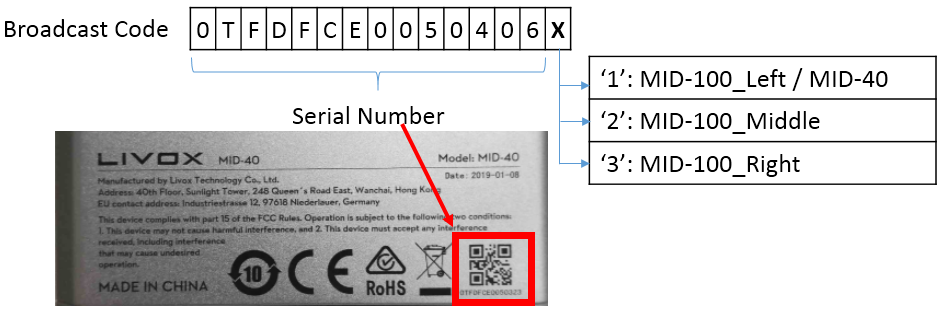 Broadcast Code 0 T F D F C E 0 0 5 0 4 0 6 X
‘1’: MID-100_Left / MID-40
‘2’: MID-100_Middle
‘3’: MID-100_Right
Serial Number
LIVOX MID-40 Model: MID-40
Manufactured by Livox Technology Co., Ltd. Date: 2019-01-08
Address: 40th Floor, Sunlight Tower, 248 Queen´s Road East, Wanchai, Hong Kong
EU contact address: Industriestrasse 12, 97618 Niederlauer, Germany
This device complies with part 15 of the FCC Rules. Operation is subject to the following two conditions:
1. This device may not cause harmful interference, and 2. This device must accept any interference
received, including interference
that may cause undesired
operation.
MADE IN CHINA
10
CE
RoHS